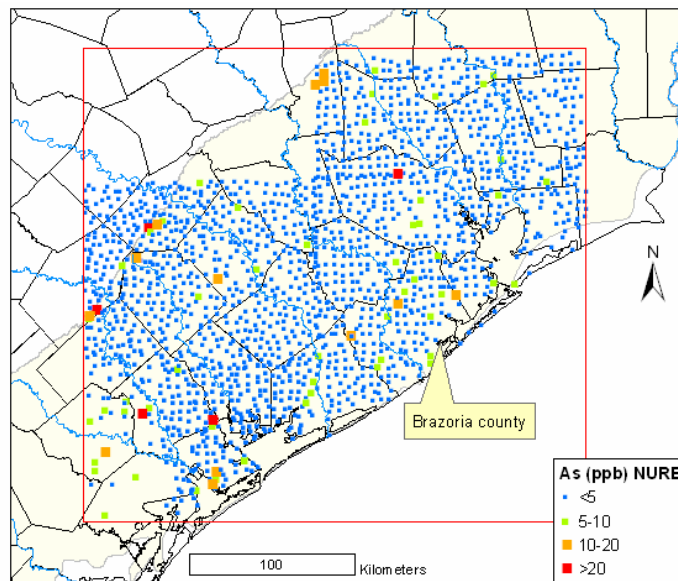 N
Brazoria county
As (ppb) NURE
<5
5-10
10-20
>20
100
Kilometers